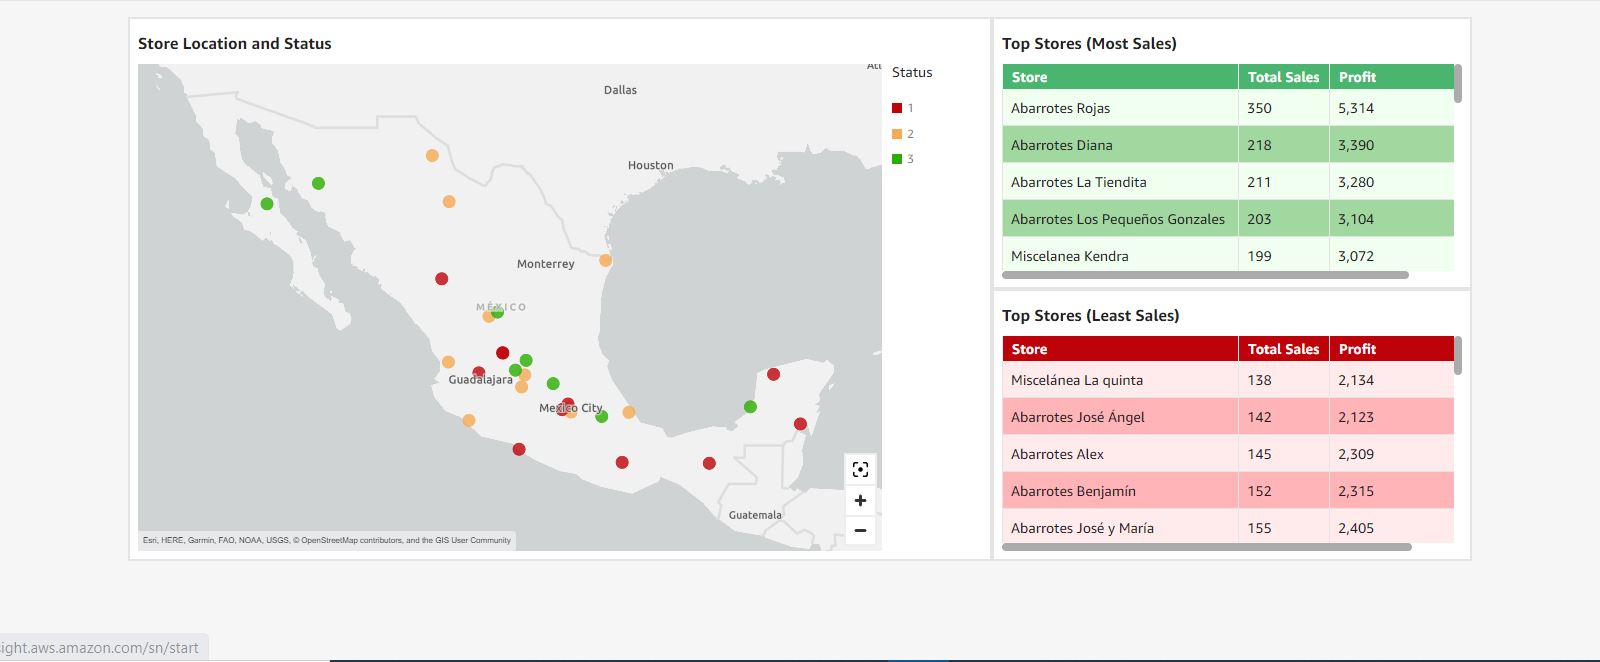 Store Location and Status
Dallas
Houston
Monterrey
MÉXICO
Guadalajara
Mexico City
Guatemala
Esri, HERE, Garmin, FAO, NOAA, USGS, © OpenStreetMap contributors, and the GIS User Community
Status
1
2
3
Top Stores (Most Sales)
Store Total Sales Profit
Abarrotes Rojas 350 5,314
Abarrotes Diana 218 3,390
Abarrotes La Tiendita 211 3,280
Abarrotes Los Pequeños Gonzales 203 3,104
Miscelanea Kendra 199 3,072
Top Stores (Least Sales)
Store Total Sales Profit
Miscelánea La quinta 138 2,134
Abarrotes José Ángel 142 2,123
Abarrotes Alex 145 2,309
Abarrotes Benjamín 152 2,315
Abarrotes José y María 155 2,405
sight.aws.amazon.com/sn/start